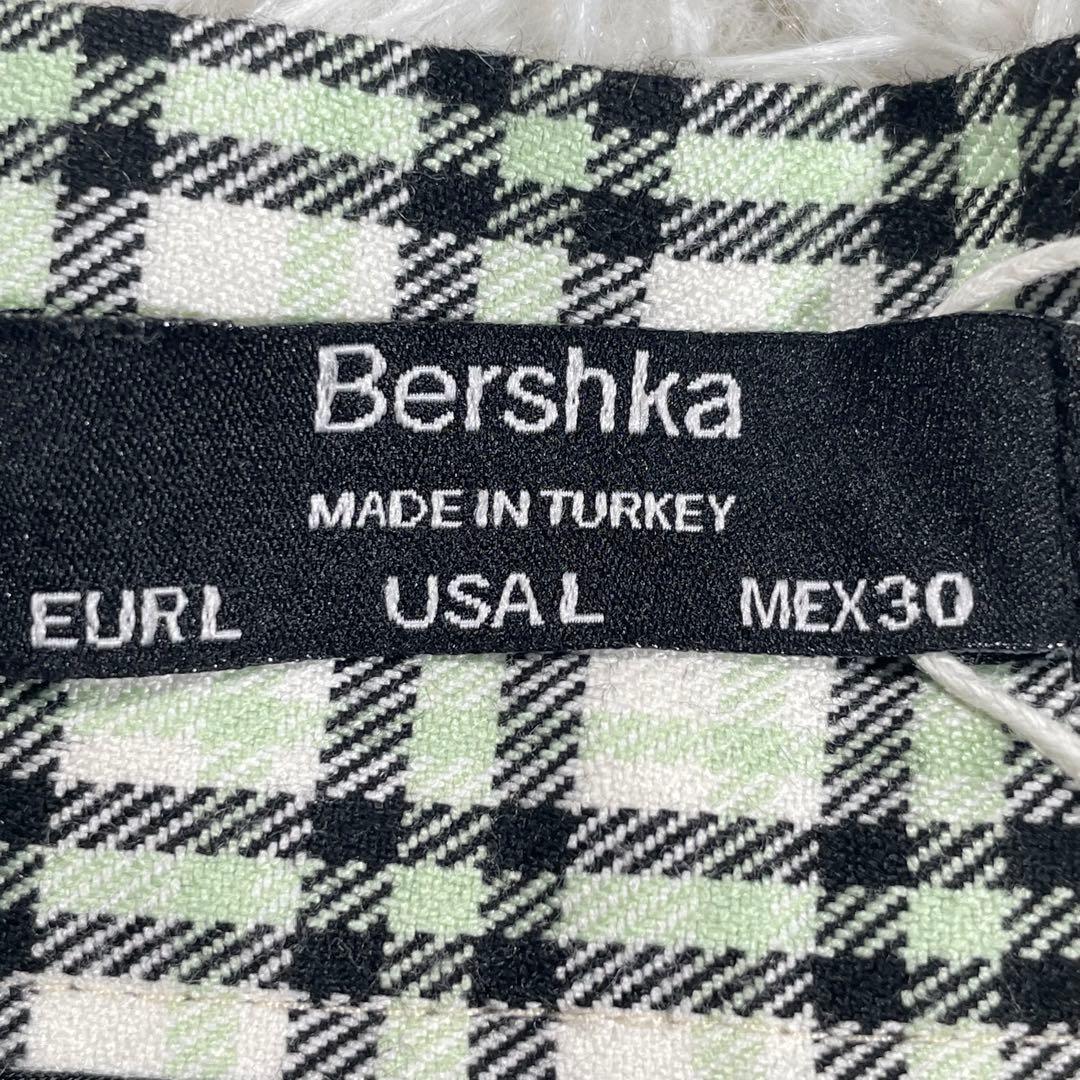 Bershka
MADE IN TURKEY
EUR L USA L MEX 30